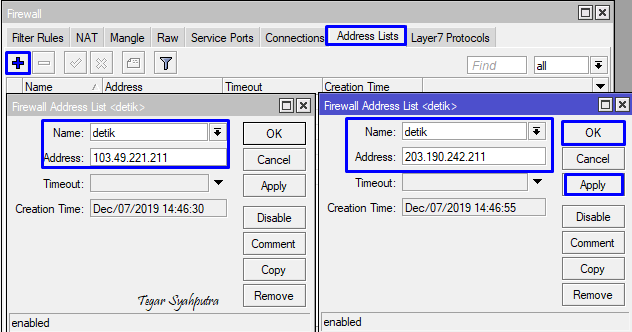 Firewall
Filter Rules NAT Mangle Raw Service Ports Connections Address Lists Layer7 Protocols
Find all
Name / Address Timeout Creation Time
Firewall Address List <detik>
Name: detik
Address: 103.49.221.211
Timeout:
Creation Time: Dec/07/2019 14:46:30
OK
Cancel
Apply
Disable
Comment
Copy
Remove
Tegar Syahputra
enabled
Firewall Address List <detik>
Name: detik
Address: 203.190.242.211
Timeout:
Creation Time: Dec/07/2019 14:46:55
OK
Cancel
Apply
Disable
Comment
Copy
Remove
enabled